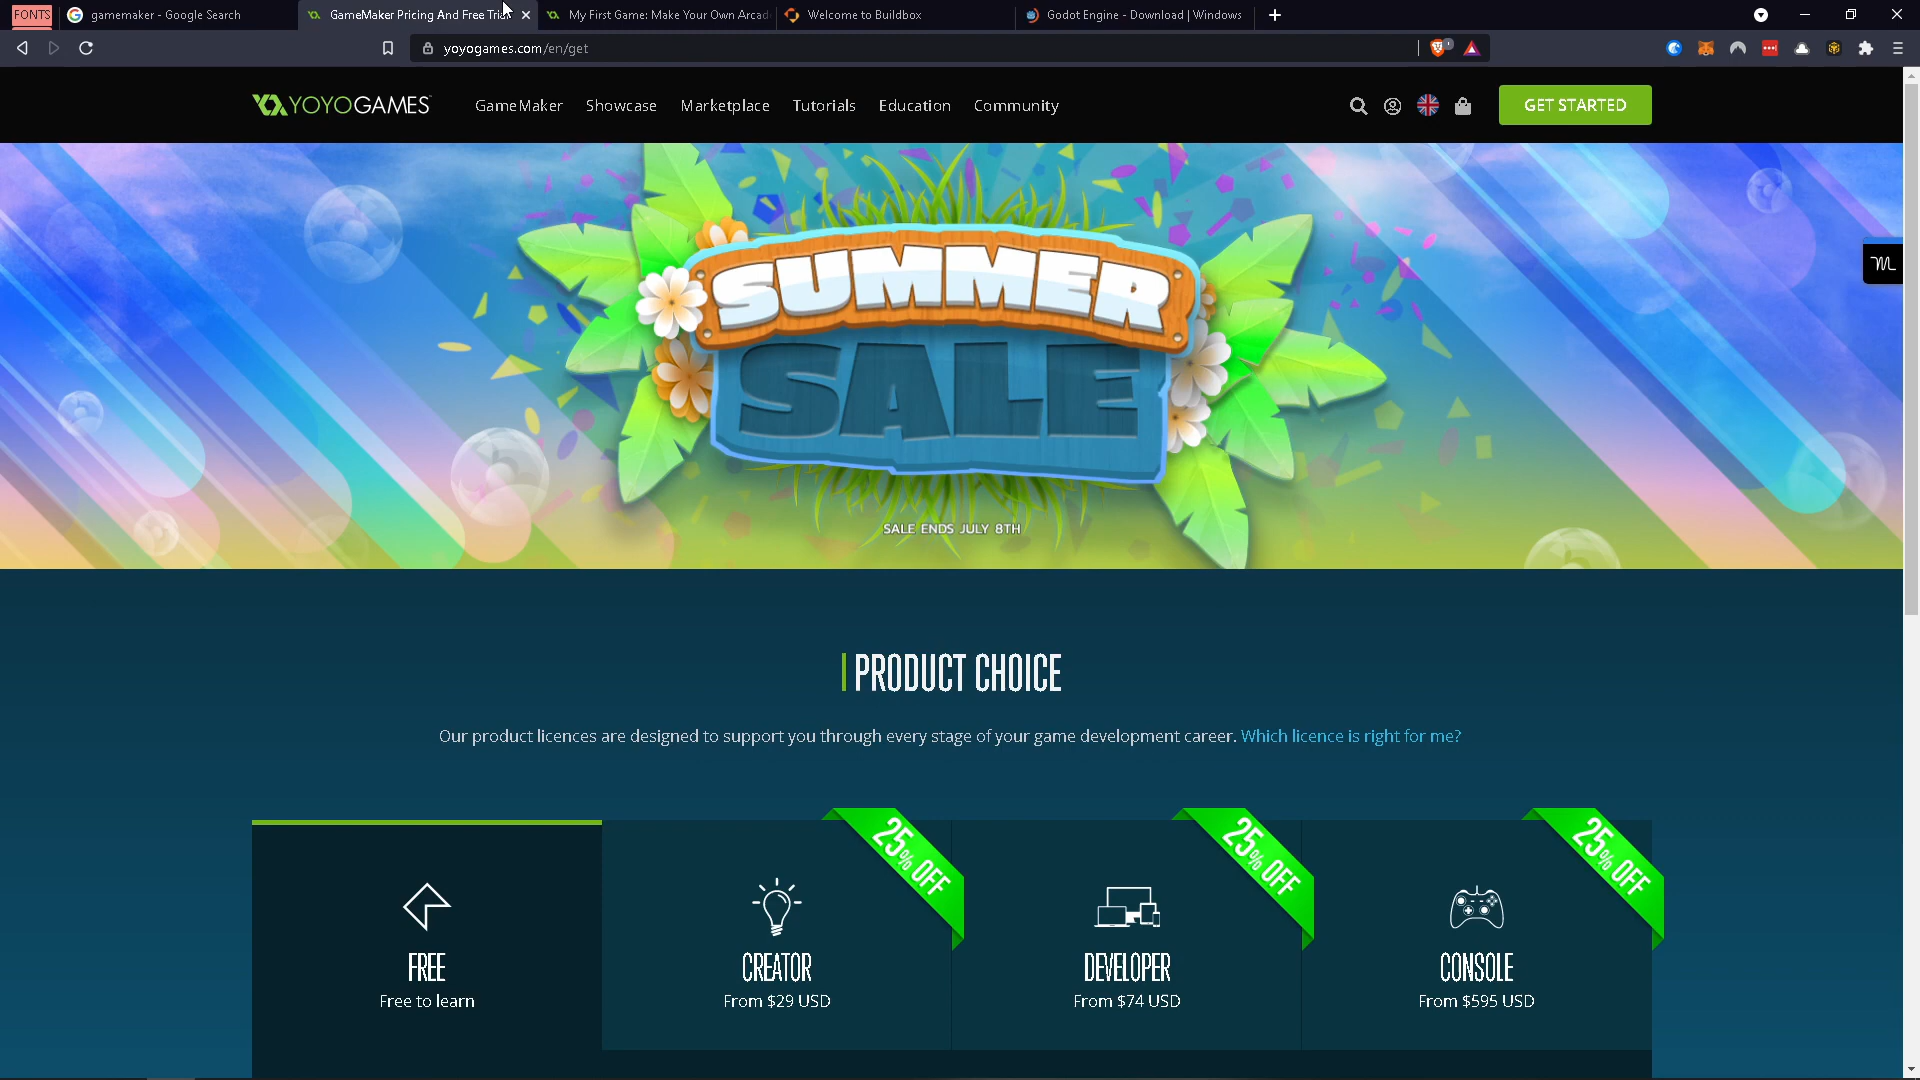 FONTS
gamemaker - Google Search
GameMaker Pricing And Free Tri
My First Game: Make Your Own Arcad
Welcome to Buildbox
Godot Engine - Download | Windows
yoyogames.com/en/get
YOYOGAMES
GameMaker
Showcase
Marketplace
Tutorials
Education
Community
GET STARTED
SUMMER
SALE
SALE ENDS JULY 8TH
PRODUCT CHOICE
Our product licences are designed to support you through every stage of your game development career. Which licence is right for me?
25% OFF
25% OFF
25% OFF
FREE
Free to learn
CREATOR
From $29 USD
DEVELOPER
From $74 USD
CONSOLE
From $595 USD